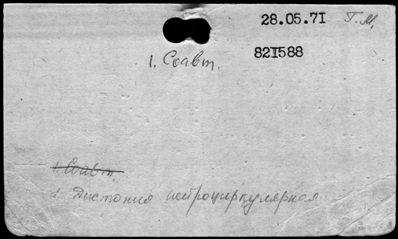 28.05.71 Г.М.
1. Соавт.
821588
1. Соавт.
1. Дистония нейроциркулярная